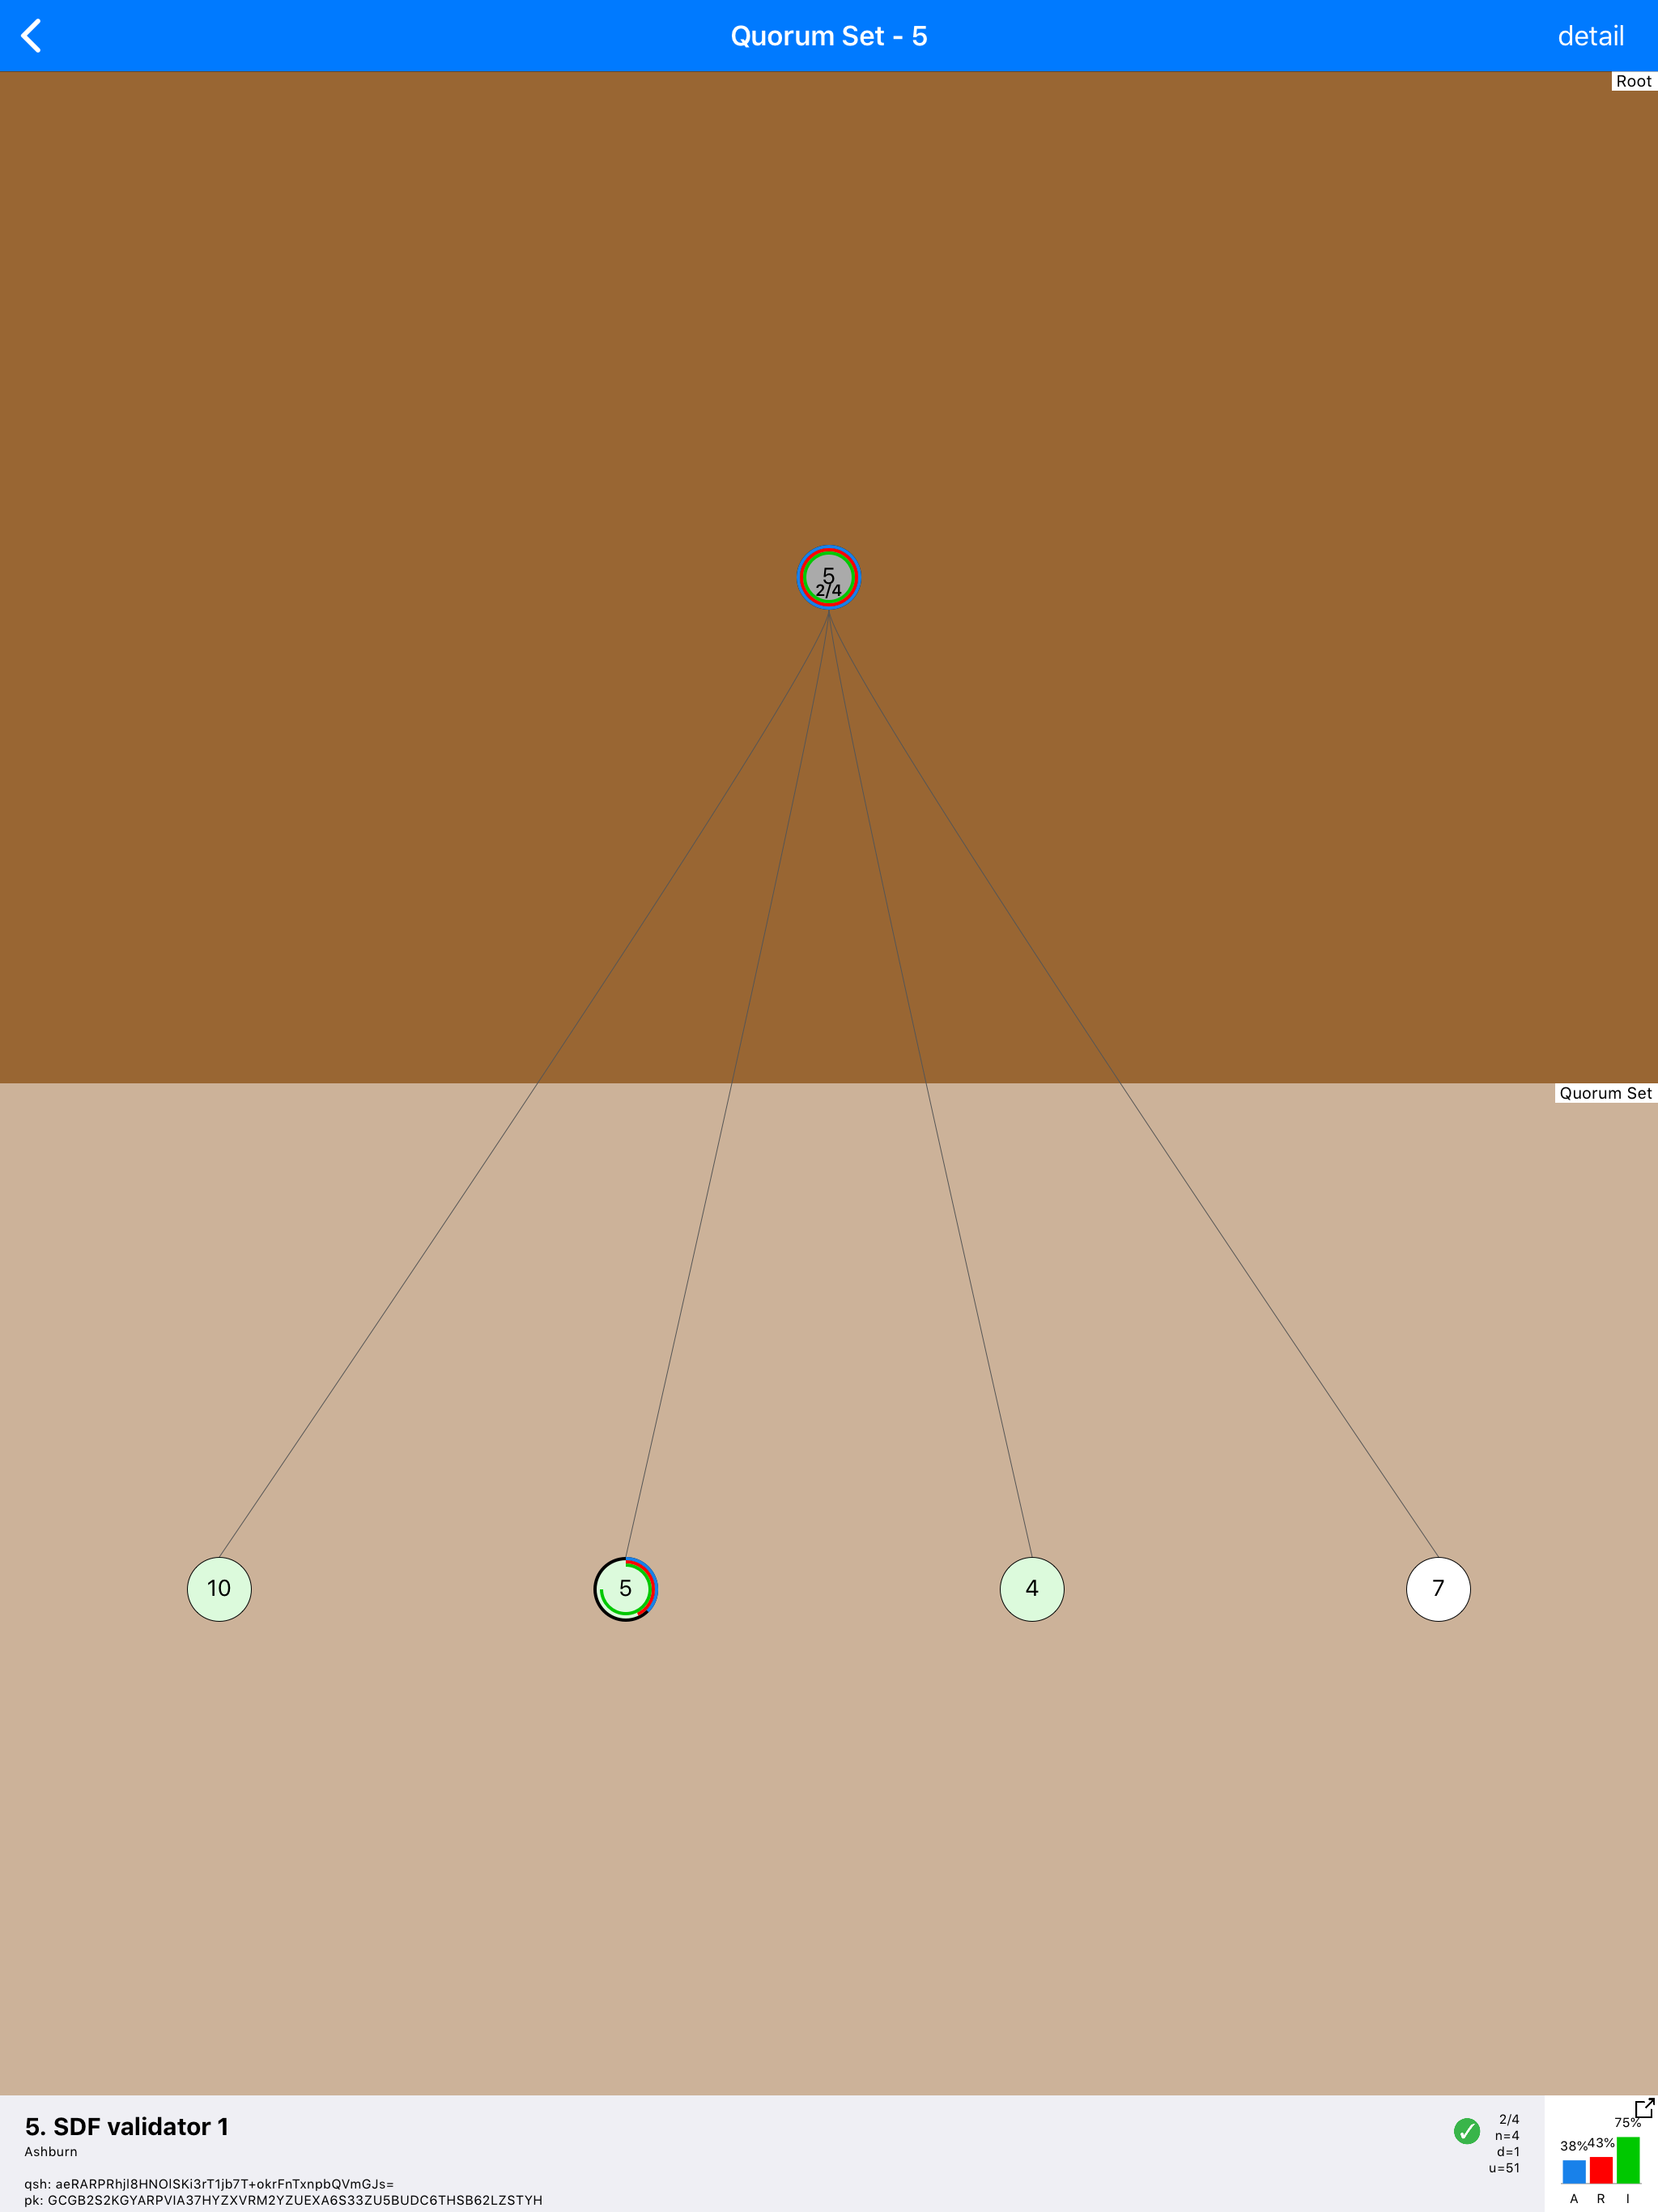 Quorum Set - 5
detail
Root
5
2/4
Quorum Set
10
5
4
7
5. SDF validator 1
Ashburn
qsh: aeRARPRhjl8HNOlSKi3rT1jb7T+okrFnTxnpbQVmGJs=
pk: GCGB2S2KGYARPVIA37HYZXVRM2YZUEXA6S33ZU5BUDC6THSB62LZSTYH
2/4
n=4
d=1
u=51
38% 43% 75%
A R I